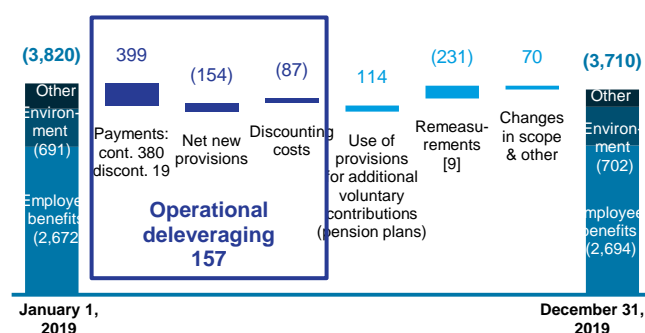 (3,820)
Other
Environ-
ment
(691)
Employee
benefits
(2,672)
399
Payments:
cont. 380
discont. 19
(154)
Net new
provisions
(87)
Discounting
costs
Operational
deleveraging
157
114
Use of
provisions
for additional
voluntary
contributions
(pension plans)
(231)
Remeasu-
rements
[9]
70
Changes
in scope
& other
(3,710)
Other
Environ-
ment
(702)
Employee
benefits
(2,694)
January 1,
2019
December 31,
2019